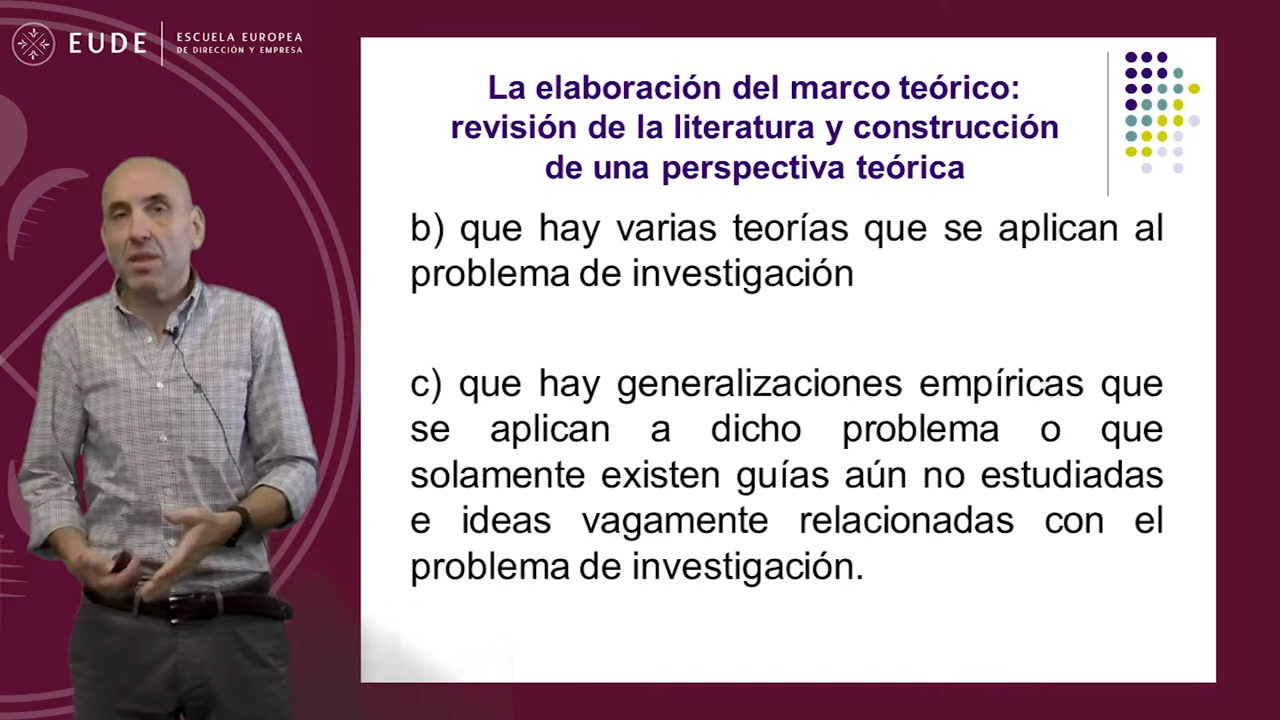 EUDE
ESCUELA EUROPEA
DE DIRECCIÓN Y EMPRESA
La elaboración del marco teórico:
revisión de la literatura y construcción
de una perspectiva teórica
b) que hay varias teorías que se aplican al
problema de investigación
c) que hay generalizaciones empíricas que
se aplican a dicho problema o que
solamente existen guías aún no estudiadas
e ideas vagamente relacionadas con el
problema de investigación.